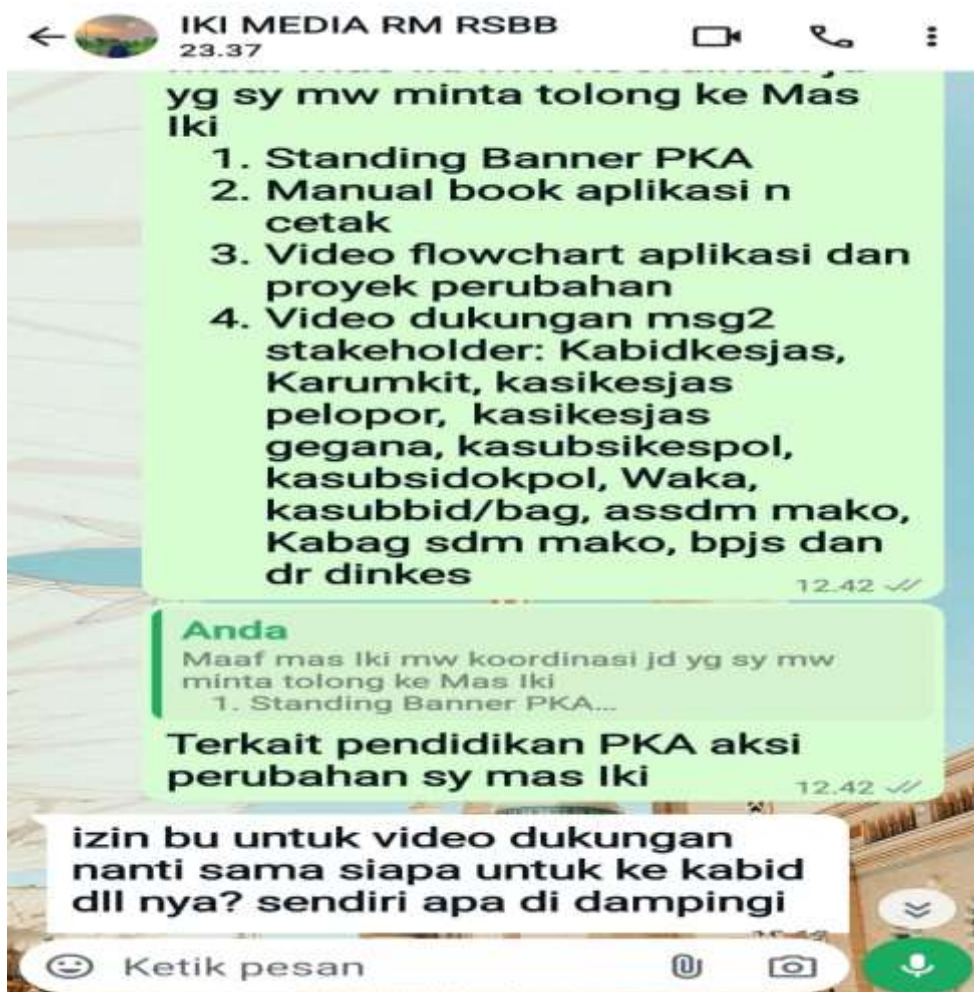 IKI MEDIA RM RSBB
23.37
yg sy mw minta tolong ke Mas
Iki
1. Standing Banner PKA
2. Manual book aplikasi n
cetak
3. Video flowchart aplikasi dan
proyek perubahan
4. Video dukungan msg2
stakeholder: Kabidkesjas,
Karumkit, kasikesjas
pelopor, kasikesjas
gegana, kasubsikespol,
kasubsidokpol, Waka,
kasubbid/bag, assdm mako,
Kabag sdm mako, bpjs dan
dr dinkes
12.42
Anda
Maaf mas Iki mw koordinasi jd yg sy mw
minta tolong ke Mas Iki
1. Standing Banner PKA...
Terkait pendidikan PKA aksi
perubahan sy mas Iki
12.42
izin bu untuk video dukungan
nanti sama siapa untuk ke kabid
dll nya? sendiri apa di dampingi
Ketik pesan